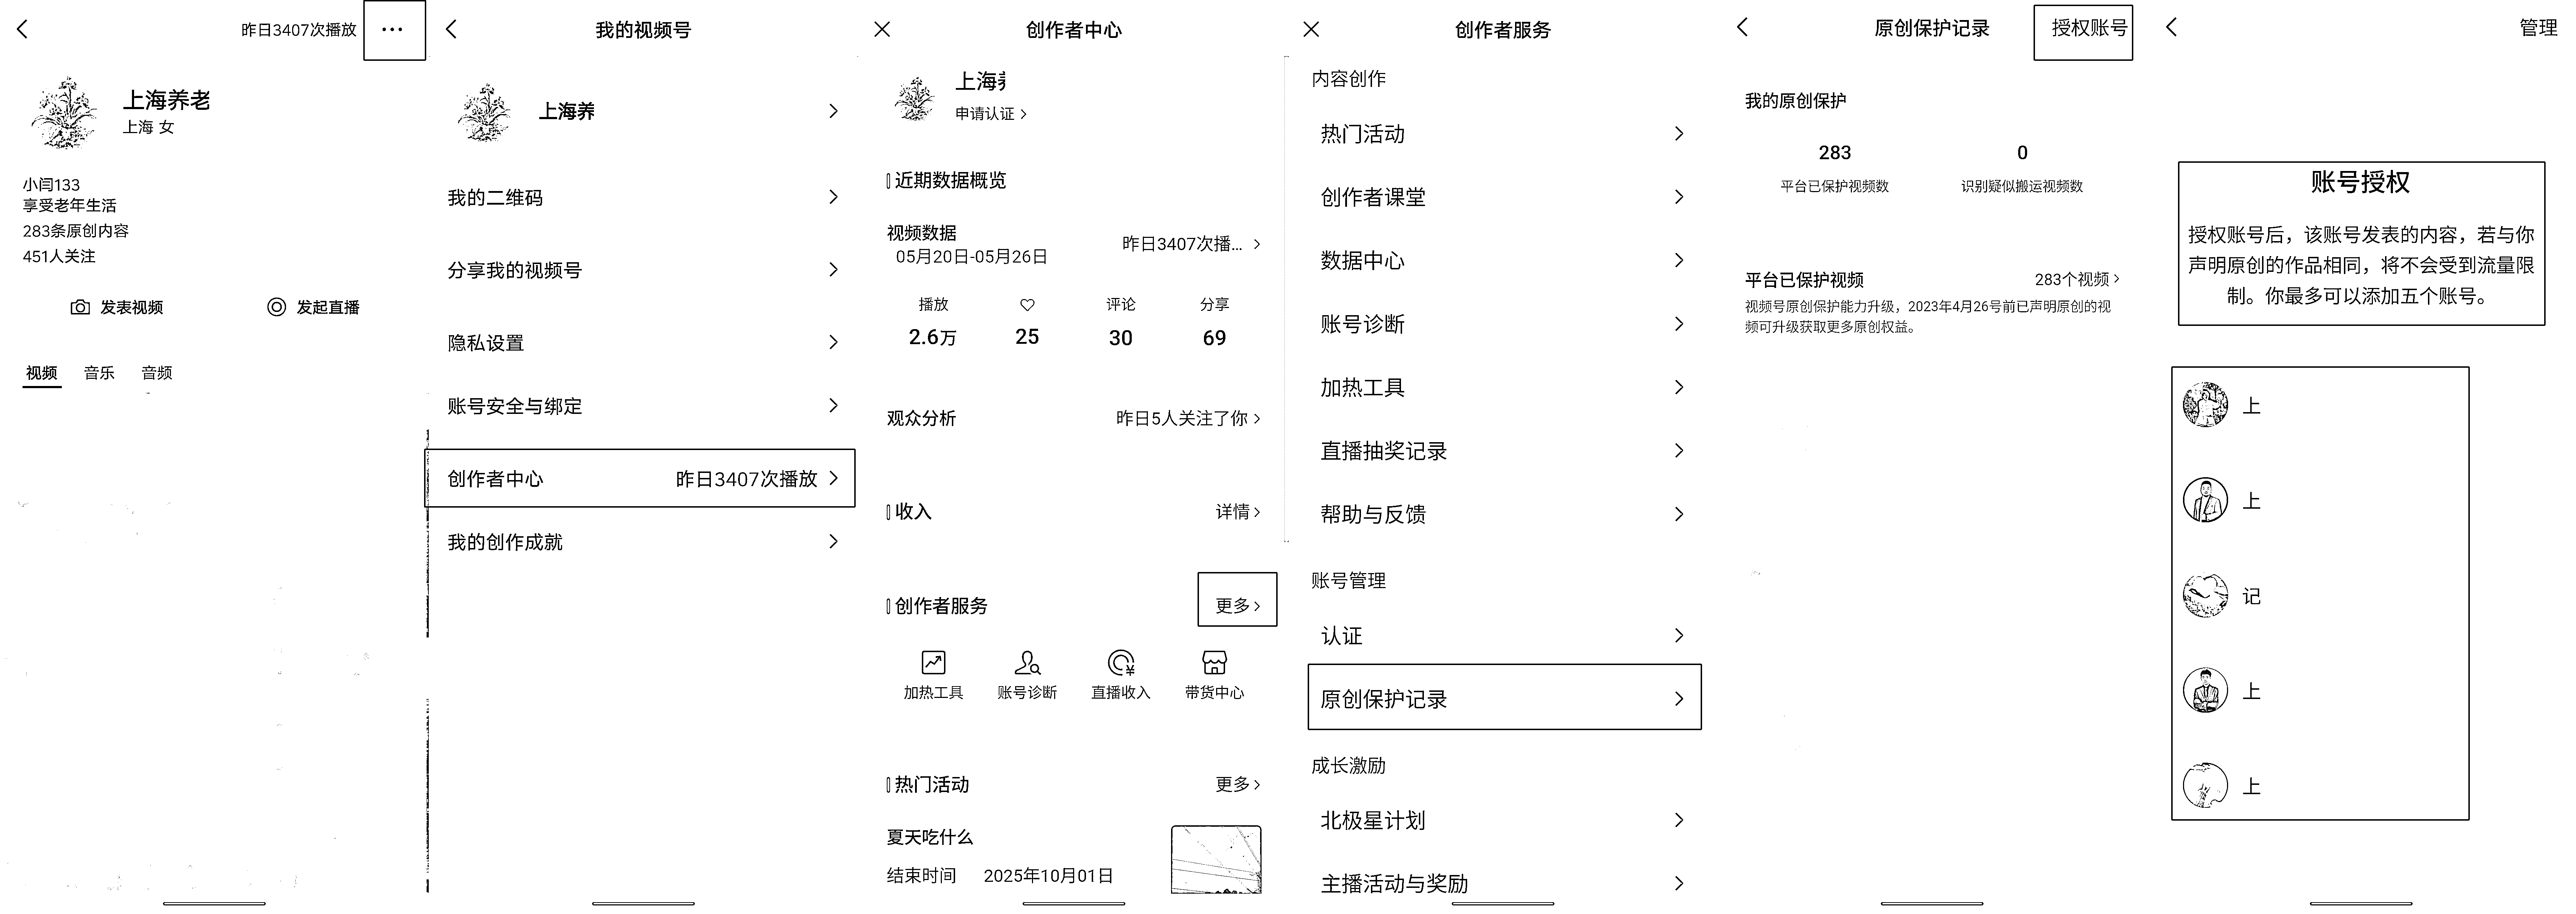 昨日3407次播放
上海养老
上海 女
小闫133
享受老年生活
283条原创内容
451人关注
发表视频
发起直播
视频
音乐
音频
我的视频号
上海养
我的二维码
分享我的视频号
隐私设置
账号安全与绑定
创作者中心
昨日3407次播放
我的创作成就
创作者中心
上海
申请认证
近期数据概览
视频数据
昨日3407次播...
05月20日-05月26日
播放
评论
分享
2.6万
25
30
69
观众分析
昨日5人关注了你
收入
详情
创作者服务
更多
加热工具
账号诊断
直播收入
带货中心
热门活动
更多
夏天吃什么
结束时间
2025年10月01日
创作者服务
内容创作
热门活动
创作者课堂
数据中心
账号诊断
加热工具
直播抽奖记录
帮助与反馈
账号管理
认证
原创保护记录
成长激励
北极星计划
主播活动与奖励
原创保护记录
授权账号
我的原创保护
283
0
平台已保护视频数
识别疑似搬运视频数
平台已保护视频
283个视频
视频号原创保护能力升级，2023年4月26号前已声明原创的视
频可升级获取更多原创权益。
管理
账号授权
授权账号后，该账号发表的内容，若与你
声明原创的作品相同，将不会受到流量限
制。你最多可以添加五个账号。
上
上
记
上
上